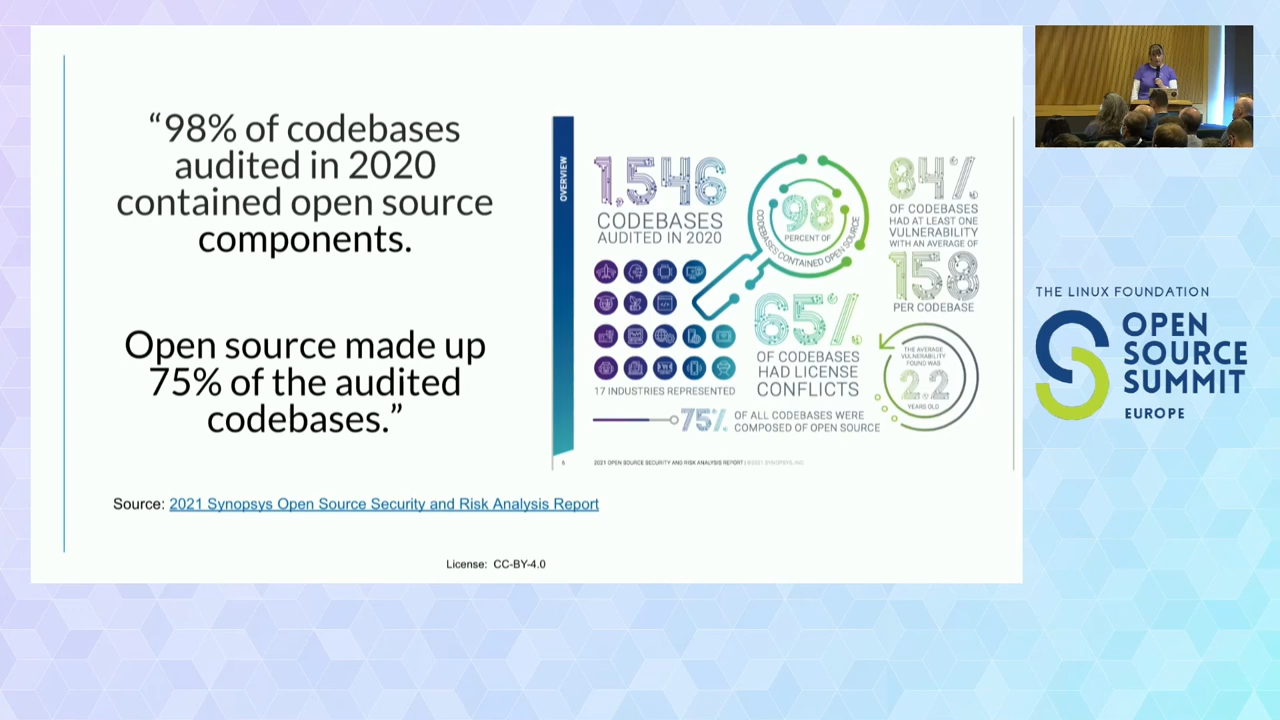 “98% of codebases
audited in 2020
contained open source
components.
Open source made up
75% of the audited
codebases.”
Source: 2021 Synopsys Open Source Security and Risk Analysis Report
License: CC-BY-4.0
OVERVIEW
1,546
CODEBASES
AUDITED IN 2020
17 INDUSTRIES REPRESENTED
98
PERCENT OF
CODEBASES CONTAINED OPEN SOURCE
84%
OF CODEBASES
HAD AT LEAST ONE
VULNERABILITY
WITH AN AVERAGE OF
158
PER CODEBASE
65%
OF CODEBASES
HAD LICENSE
CONFLICTS
THE AVERAGE
VULNERABILITY
FOUND WAS
2.2
YEARS OLD
75%
OF ALL CODEBASES WERE
COMPOSED OF OPEN SOURCE
5
2021 OPEN SOURCE SECURITY AND RISK ANALYSIS REPORT | ©2021 SYNOPSYS, INC.
THE LINUX FOUNDATION
OPEN
SOURCE
SUMMIT
EUROPE